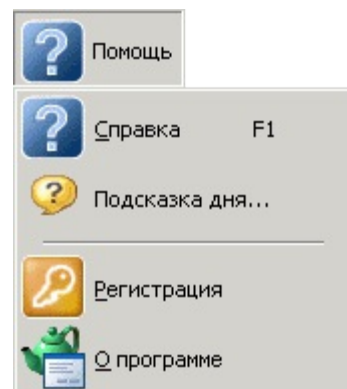 Помощь
Справка F1
Подсказка дня...
Регистрация
О программе